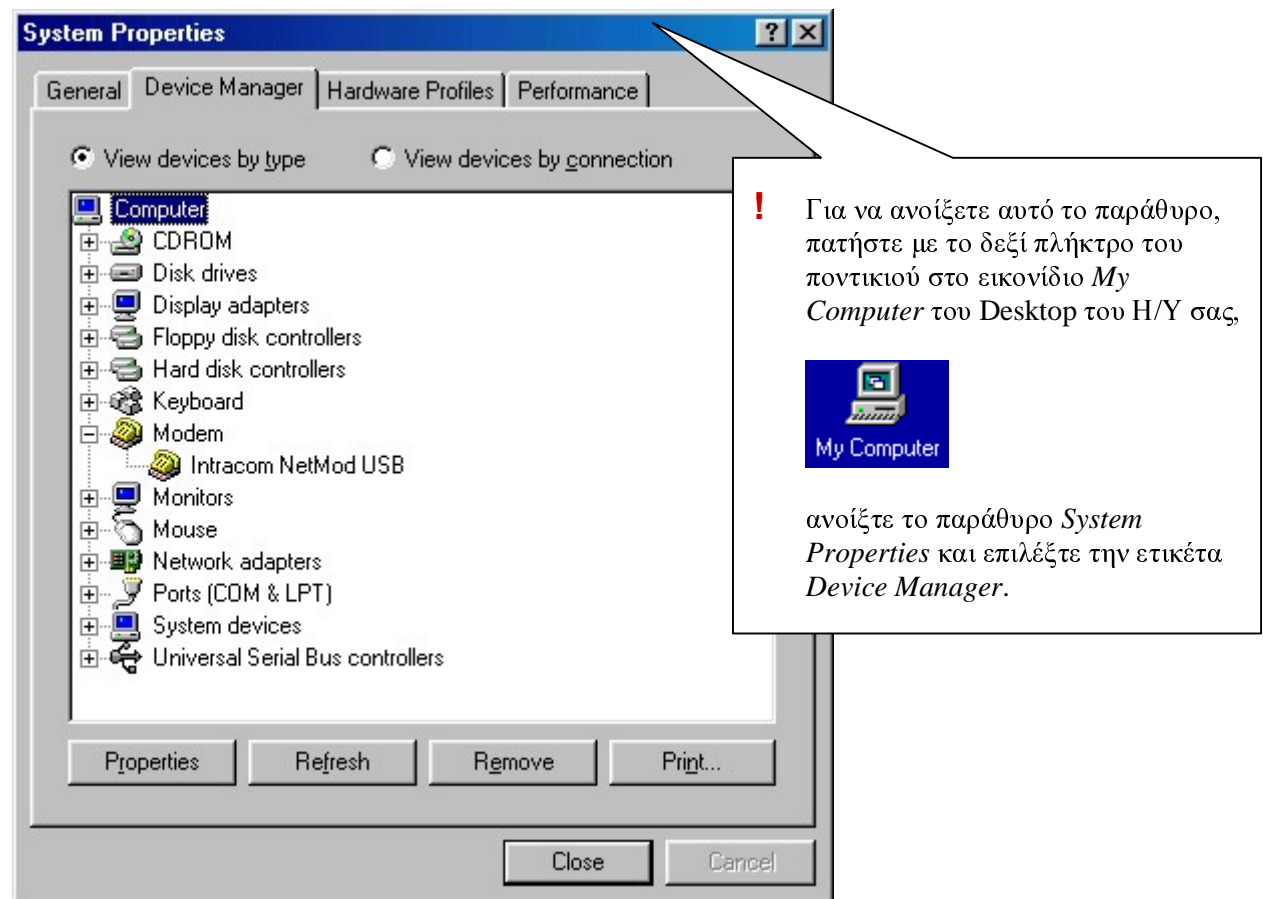 System Properties
General Device Manager Hardware Profiles Performance
View devices by type View devices by connection
Computer
CDROM
Disk drives
Display adapters
Floppy disk controllers
Hard disk controllers
Keyboard
Modem
Intracom NetMod USB
Monitors
Mouse
Network adapters
Ports (COM & LPT)
System devices
Universal Serial Bus controllers
Properties Refresh Remove Print...
Close Cancel
! Για να ανοίξετε αυτό το παράθυρο,
πατήστε με το δεξί πλήκτρο του
ποντικιού στο εικονίδιο My
Computer του Desktop του Η/Υ σας,
My Computer
ανοίξτε το παράθυρο System
Properties και επιλέξτε την ετικέτα
Device Manager.